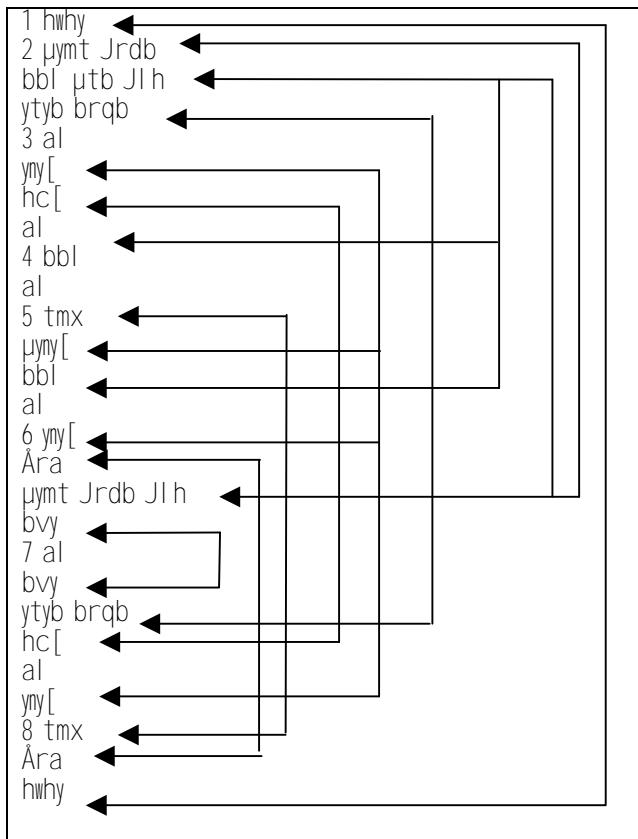 1 hwhy
2 µymt Jrdb
bbl µtb Jlh
ytyb brqb
3 al
yny[
hc[
al
4 bbl
al
5 tmx
µyny[
bbl
al
6 yny[
Åra
µymt Jrdb Jlh
bvy
7 al
bvy
ytyb brqb
hc[
al
yny[
8 tmx
Åra
hwhy